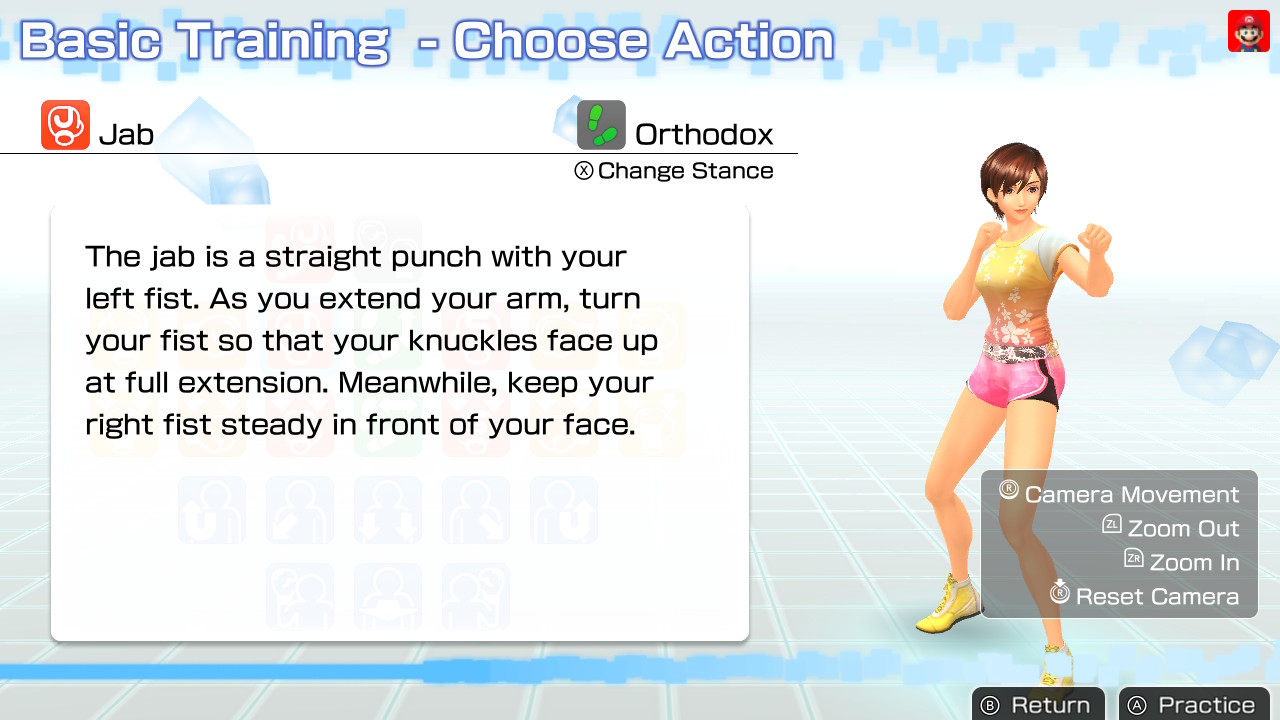 Basic Training - Choose Action
Jab
Orthodox
Ⓧ Change Stance
The jab is a straight punch with your
left fist. As you extend your arm, turn
your fist so that your knuckles face up
at full extension. Meanwhile, keep your
right fist steady in front of your face.
Ⓡ Camera Movement
ZL Zoom Out
ZR Zoom In
Ⓡ Reset Camera
Ⓑ Return
Ⓐ Practice